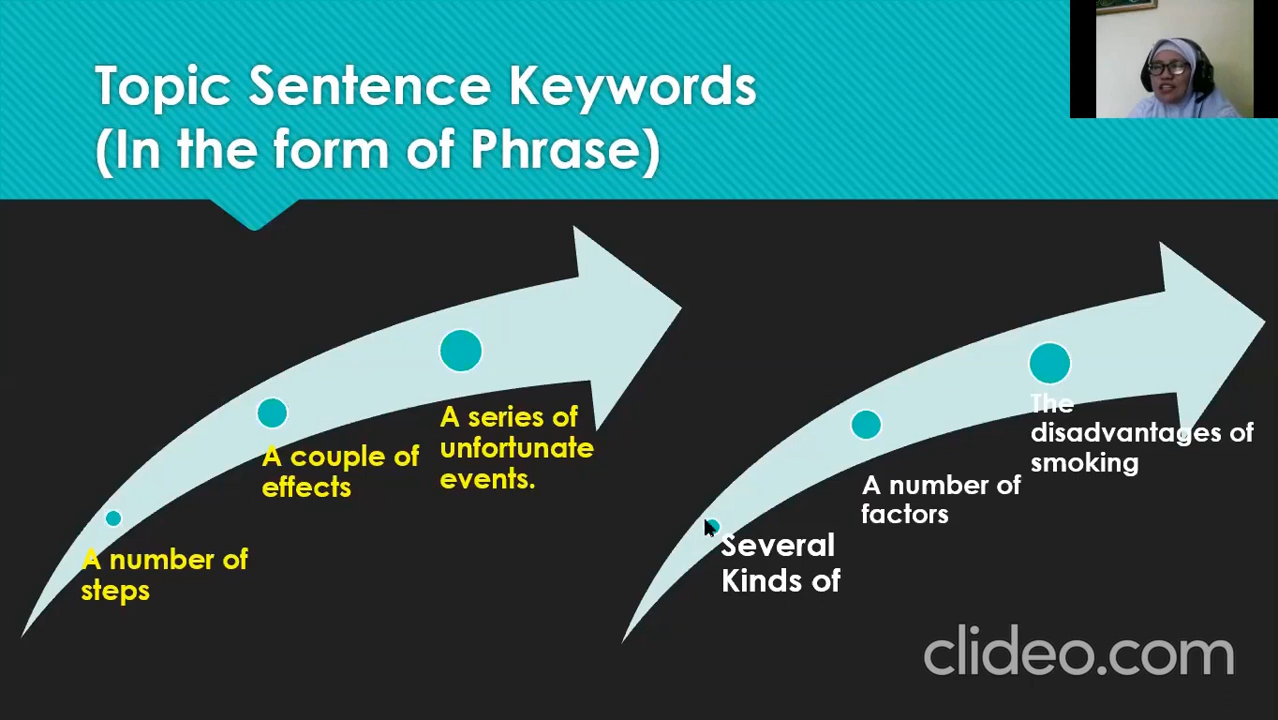 Topic Sentence Keywords
(In the form of Phrase)
A number of
steps
A couple of
effects
A series of
unfortunate
events.
Several
Kinds of
A number of
factors
The
disadvantages of
smoking
clideo.com